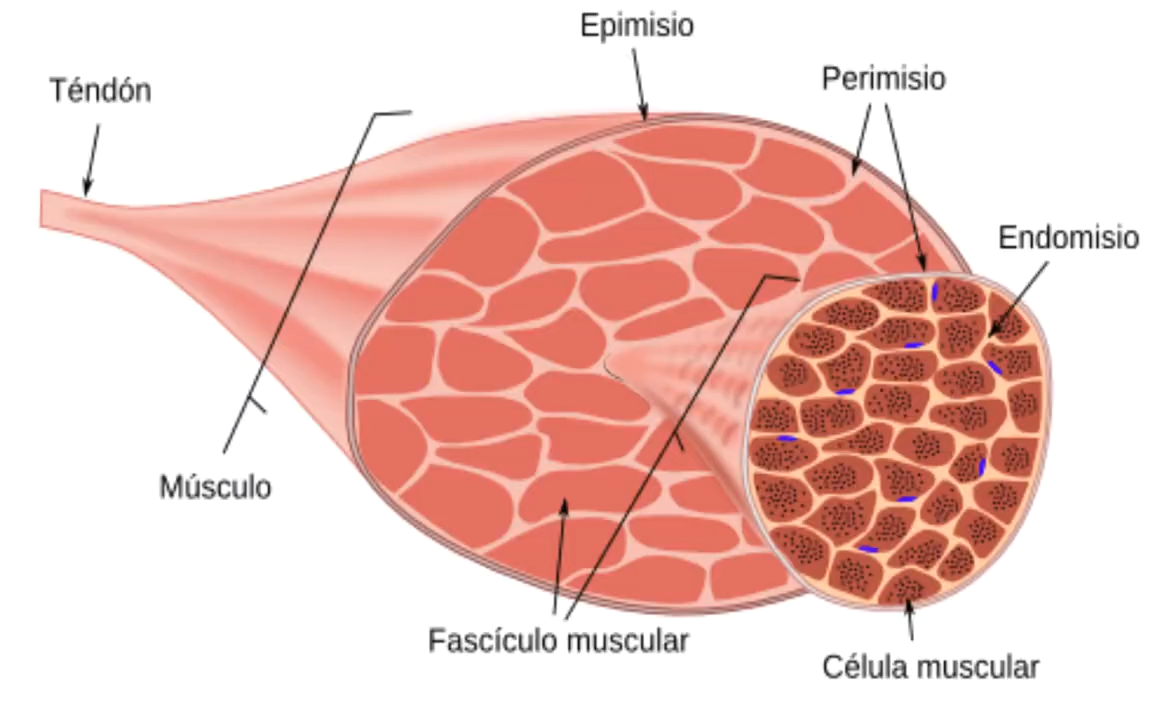 Epimisio
Perimisio
Téndón
Endomisio
Músculo
Fascículo muscular
Célula muscular